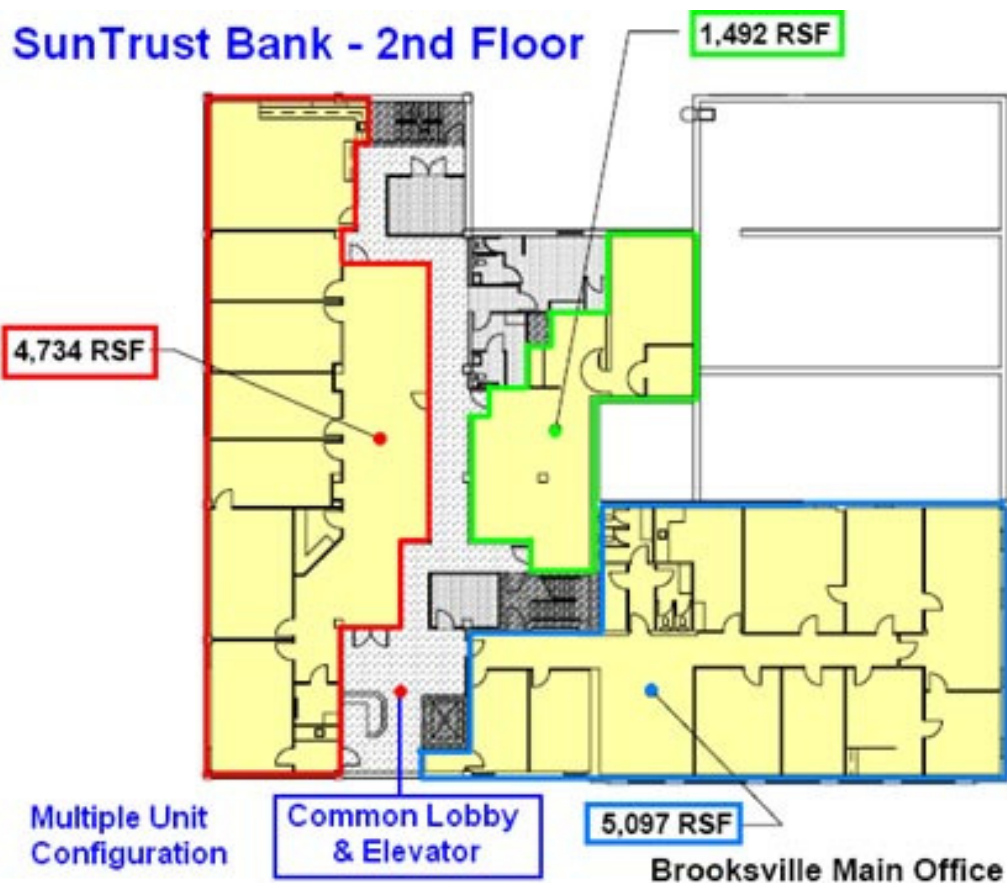 SunTrust Bank - 2nd Floor
1,492 RSF
4,734 RSF
Multiple Unit
Configuration
Common Lobby
& Elevator
5,097 RSF
Brooksville Main Office